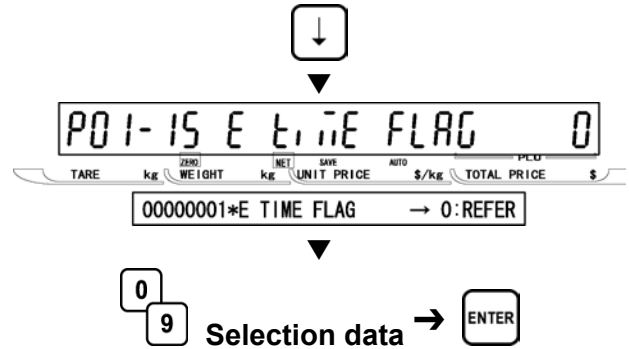 ↓
▼
P01-15 E tiME FLAG 0
TARE kg ZERO WEIGHT kg NET SAVE UNIT PRICE AUTO $/kg PLU TOTAL PRICE $
00000001*E TIME FLAG → 0:REFER
▼
0
9 Selection data → ENTER